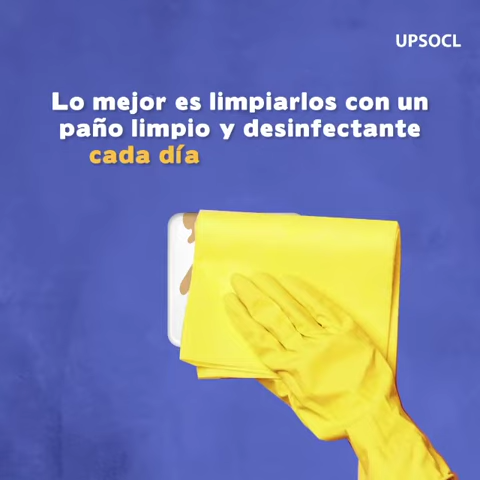 UPSOCL
Lo mejor es limpiarlos con un
paño limpio y desinfectante
cada día